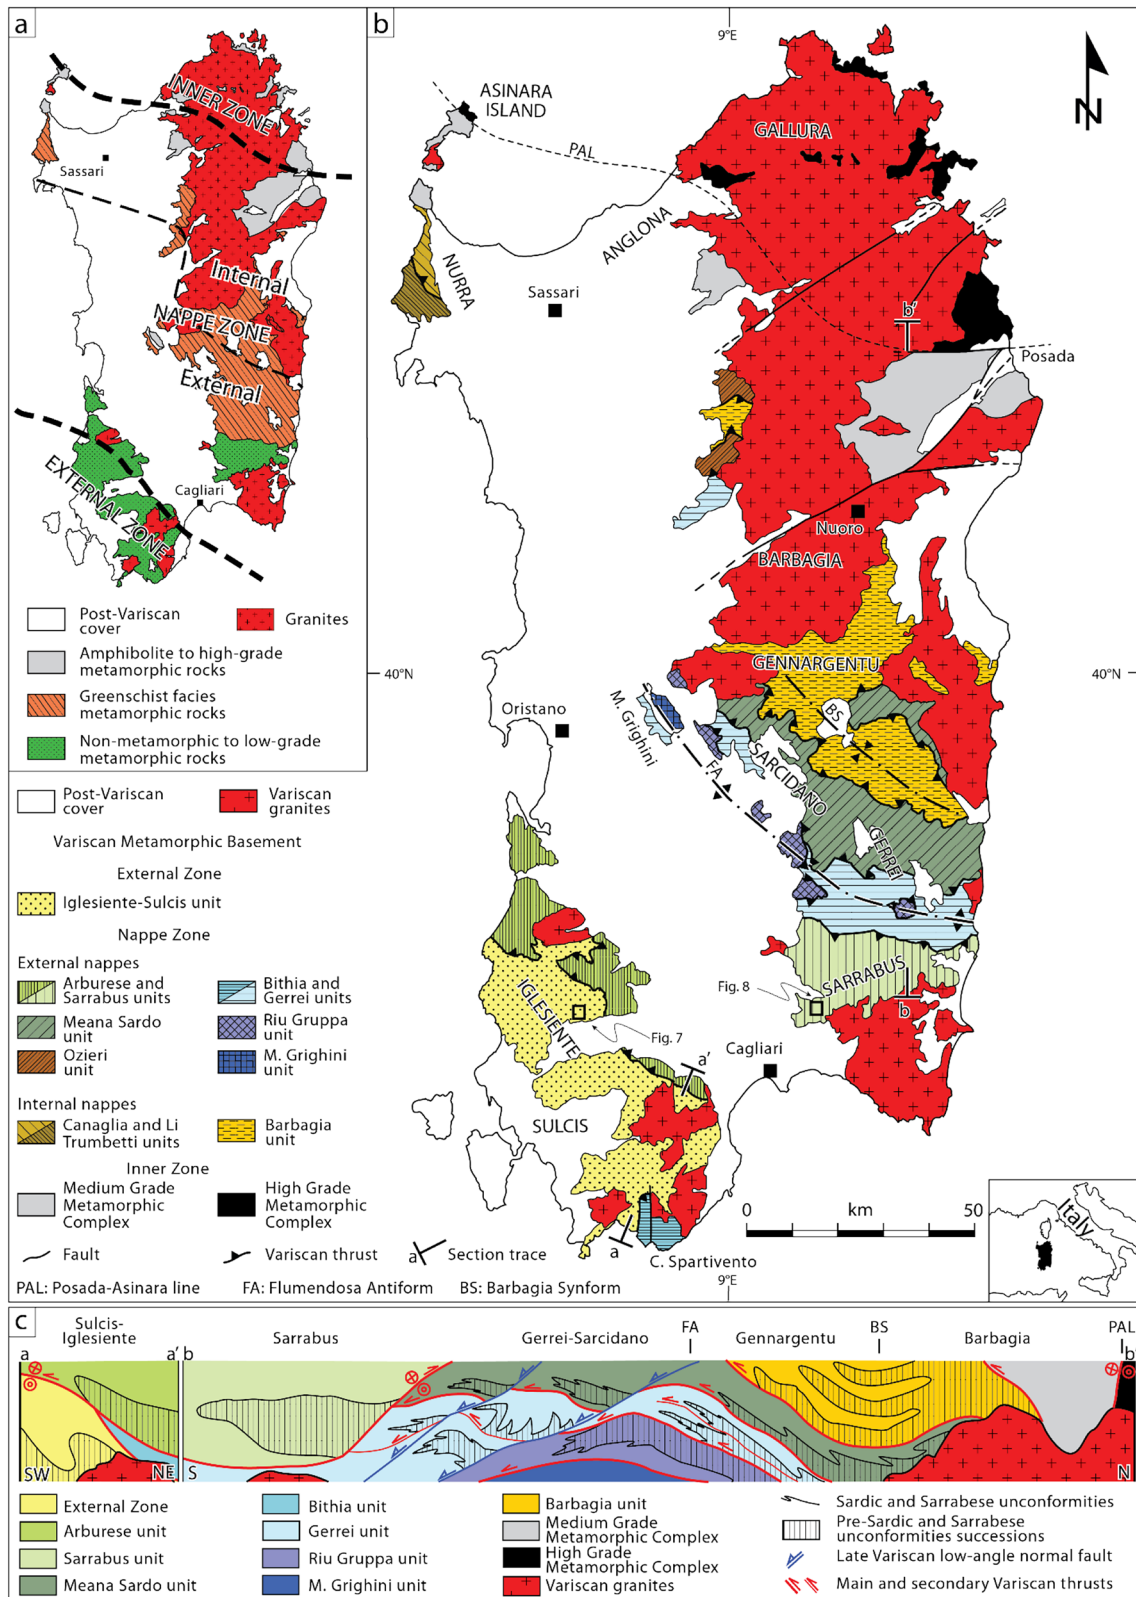 a
INNER ZONE
Sassari
Internal
NAPPE ZONE
External
EXTERNAL ZONE
Cagliari
Post-Variscan
cover
Granites
Amphibolite to high-grade
metamorphic rocks
Greenschist facies
metamorphic rocks
Non-metamorphic to low-grade
metamorphic rocks
b
9°E
N
ASINARA
ISLAND
PAL
GALLURA
ANGLONA
NURRA
Sassari
b'
Posada
Nuoro
BARBAGIA
40°N
40°N
GENNARGENTU
Oristano
M. Grighini
BS
FA
SARCIDANO
GERREI
SARRABUS
Fig. 8
b
IGLESIENTE
Fig. 7
Cagliari
a'
SULCIS
a
C. Spartivento
0
km
50
9°E
Italy
Post-Variscan
cover
Variscan
granites
Variscan Metamorphic Basement
External Zone
Iglesiente-Sulcis unit
Nappe Zone
External nappes
Arburese and
Sarrabus units
Bithia and
Gerrei units
Meana Sardo
unit
Riu Gruppa
unit
Ozieri
unit
M. Grighini
unit
Internal nappes
Canaglia and Li
Trumbetti units
Barbagia
unit
Inner Zone
Medium Grade
Metamorphic
Complex
High Grade
Metamorphic
Complex
Fault
Variscan thrust
a
Section trace
PAL: Posada-Asinara line
FA: Flumendosa Antiform
BS: Barbagia Synform
c
Sulcis-
Iglesiente
Sarrabus
Gerrei-Sarcidano
FA
Gennargentu
BS
Barbagia
PAL
a
a'
b
b'
SW
NE
S
N
External Zone
Arburese unit
Sarrabus unit
Meana Sardo unit
Bithia unit
Gerrei unit
Riu Gruppa unit
M. Grighini unit
Barbagia unit
Medium Grade
Metamorphic Complex
High Grade
Metamorphic Complex
Variscan granites
Sardic and Sarrabese unconformities
Pre-Sardic and Sarrabese
unconformities successions
Late Variscan low-angle normal fault
Main and secondary Variscan thrusts